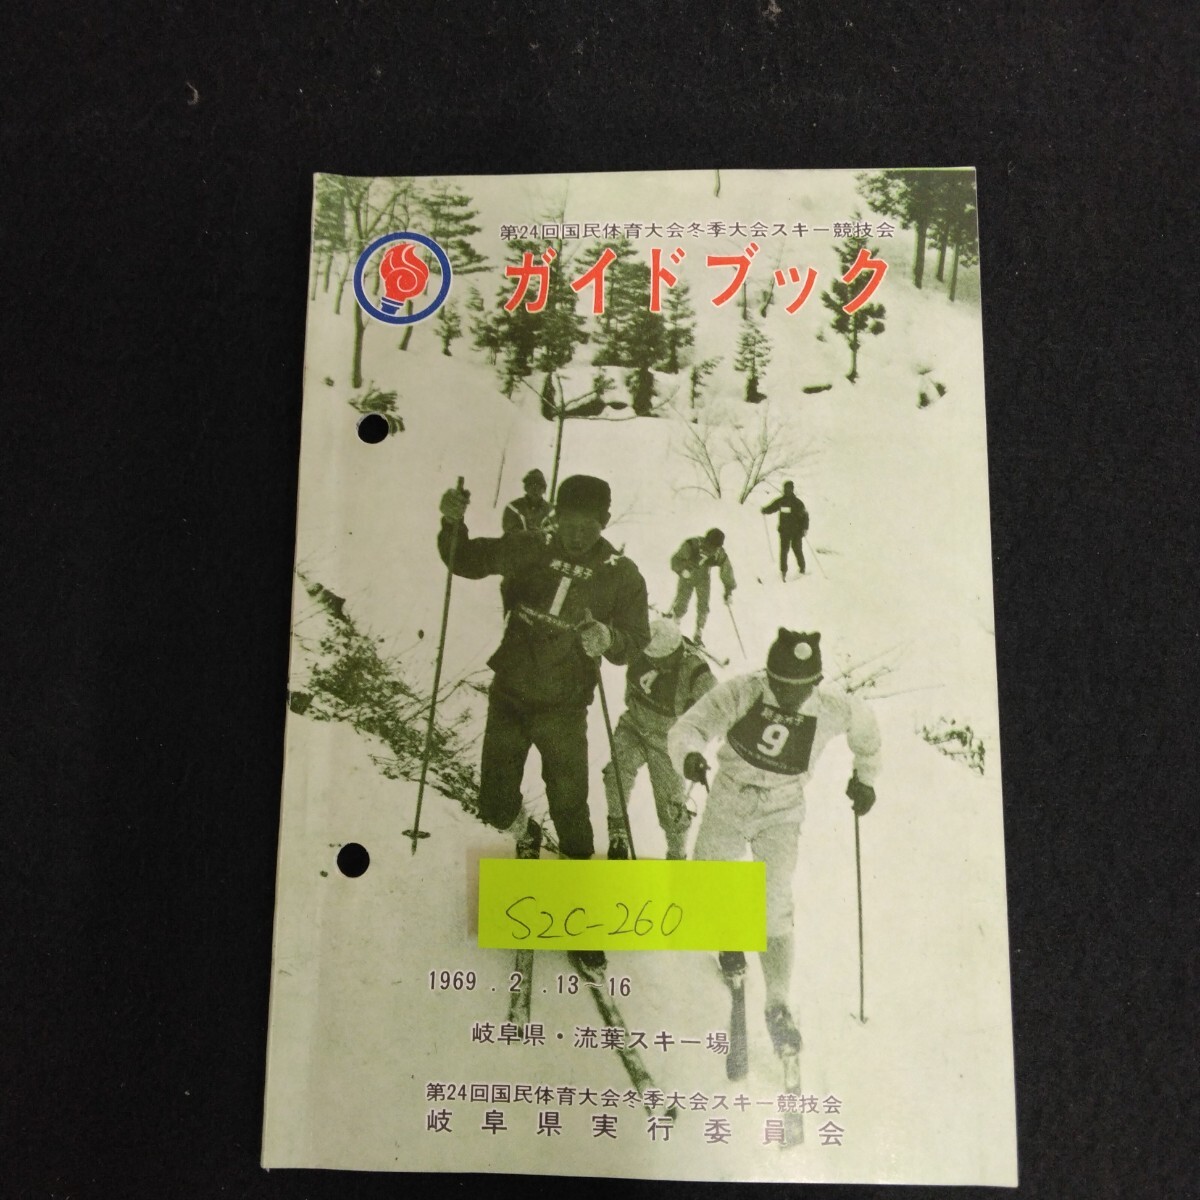 第24回国民体育大会冬季大会スキー競技会
ガイドブック
1
4
7
9
S2C-260
1969.2.13~16
岐阜県・流葉スキー場
第24回国民体育大会冬季大会スキー競技会
岐阜県実行委員会